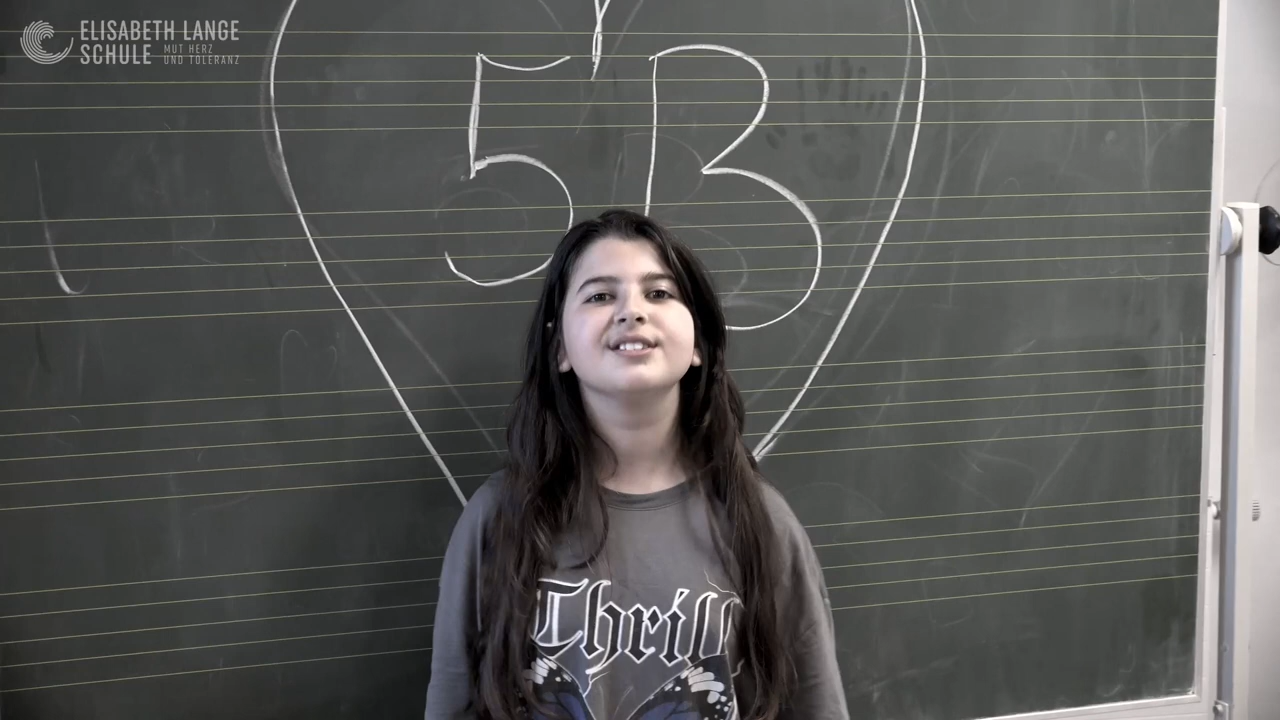 ELISABETH LANGE
SCHULE
MUT HERZ
UND TOLERANZ
5B
Thrill